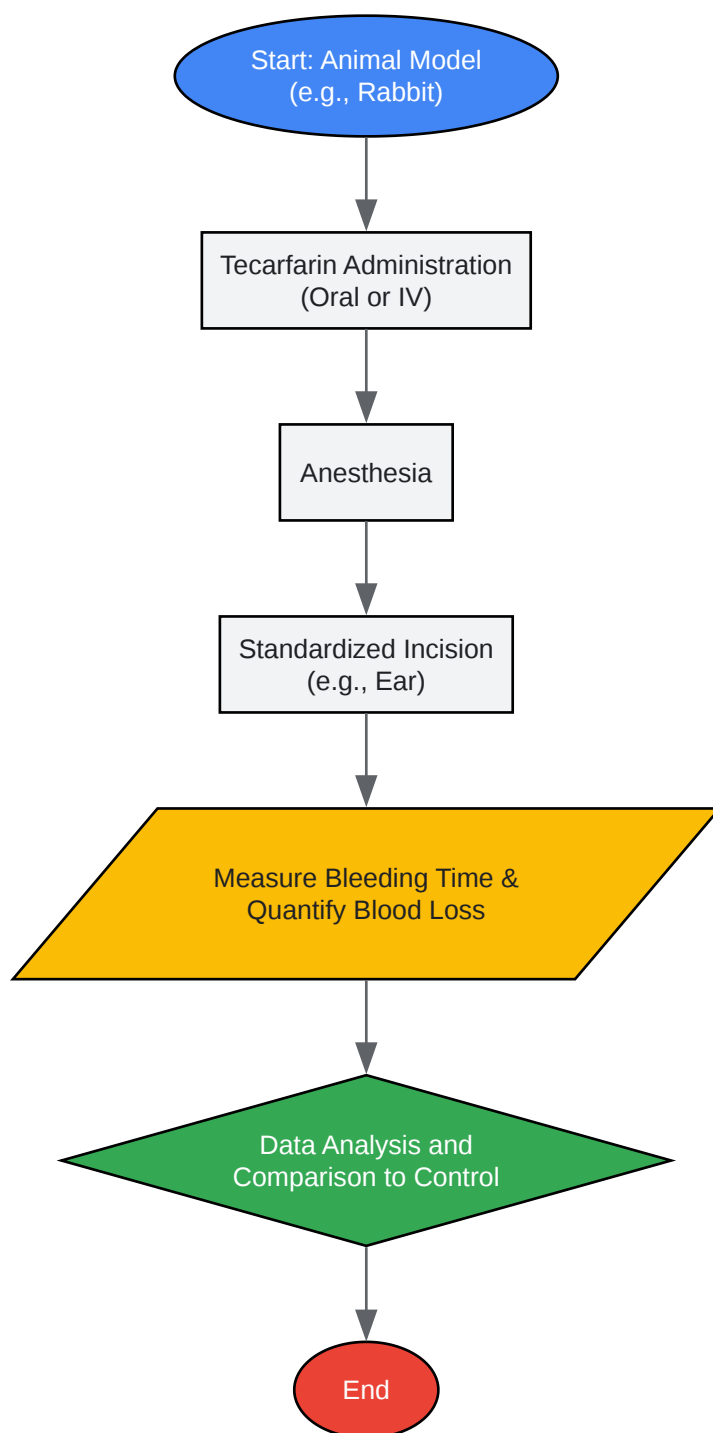 Start: Animal Model
(e.g., Rabbit)
Tecarfarin Administration
(Oral or IV)
Anesthesia
Standardized Incision
(e.g., Ear)
Measure Bleeding Time &
Quantify Blood Loss
Data Analysis and
Comparison to Control
End